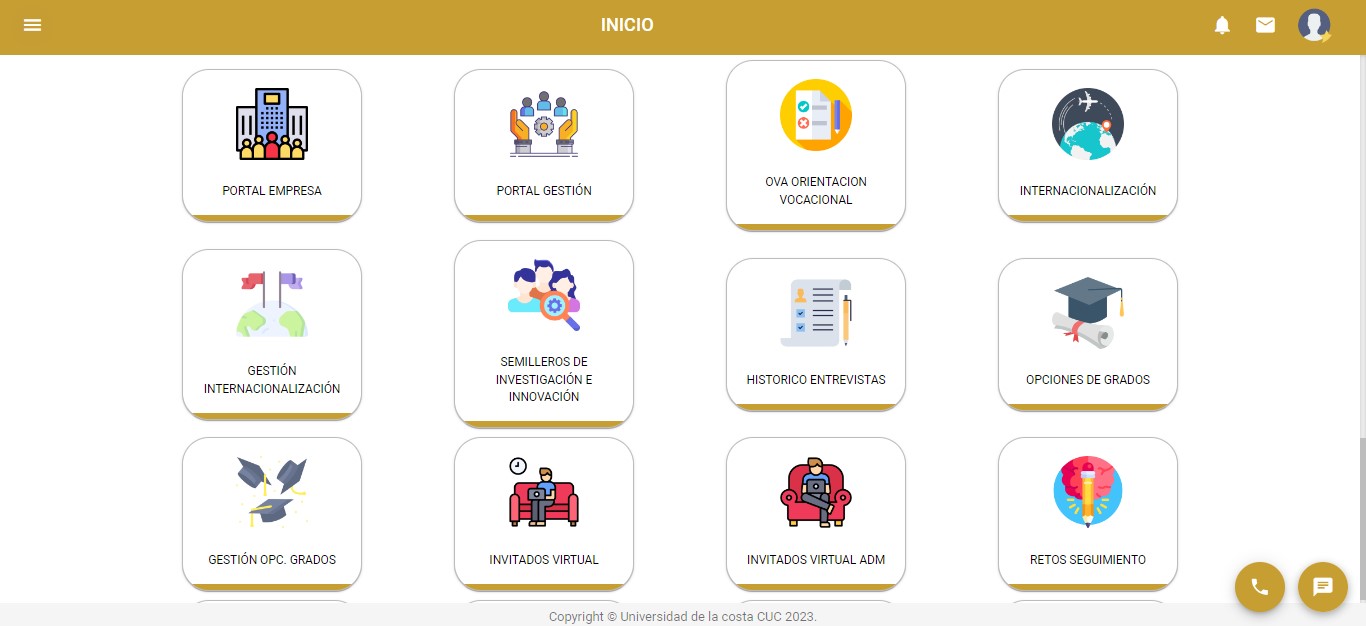 INICIO
PORTAL EMPRESA
PORTAL GESTIÓN
OVA ORIENTACION
VOCACIONAL
INTERNACIONALIZACIÓN
GESTIÓN
INTERNACIONALIZACIÓN
SEMILLEROS DE
INVESTIGACIÓN E
INNOVACIÓN
HISTORICO ENTREVISTAS
OPCIONES DE GRADOS
GESTIÓN OPC. GRADOS
INVITADOS VIRTUAL
INVITADOS VIRTUAL ADM
RETOS SEGUIMIENTO
Copyright © Universidad de la costa CUC 2023.